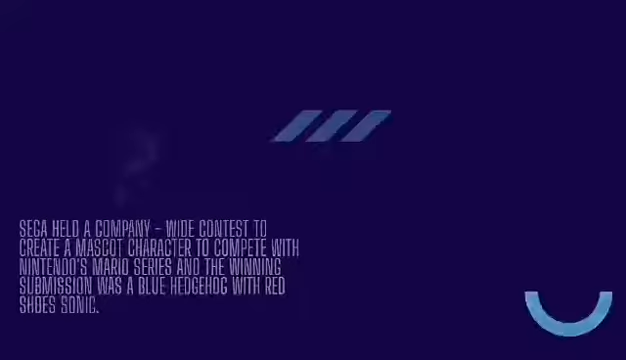 SEGA HELD A COMPANY - WIDE CONTEST TO
CREATE A MASCOT CHARACTER TO COMPETE WITH
NINTENDO'S MARIO SERIES AND THE WINNING
SUBMISSION WAS A BLUE HEDGEHOG WITH RED
SHOES SONIC.